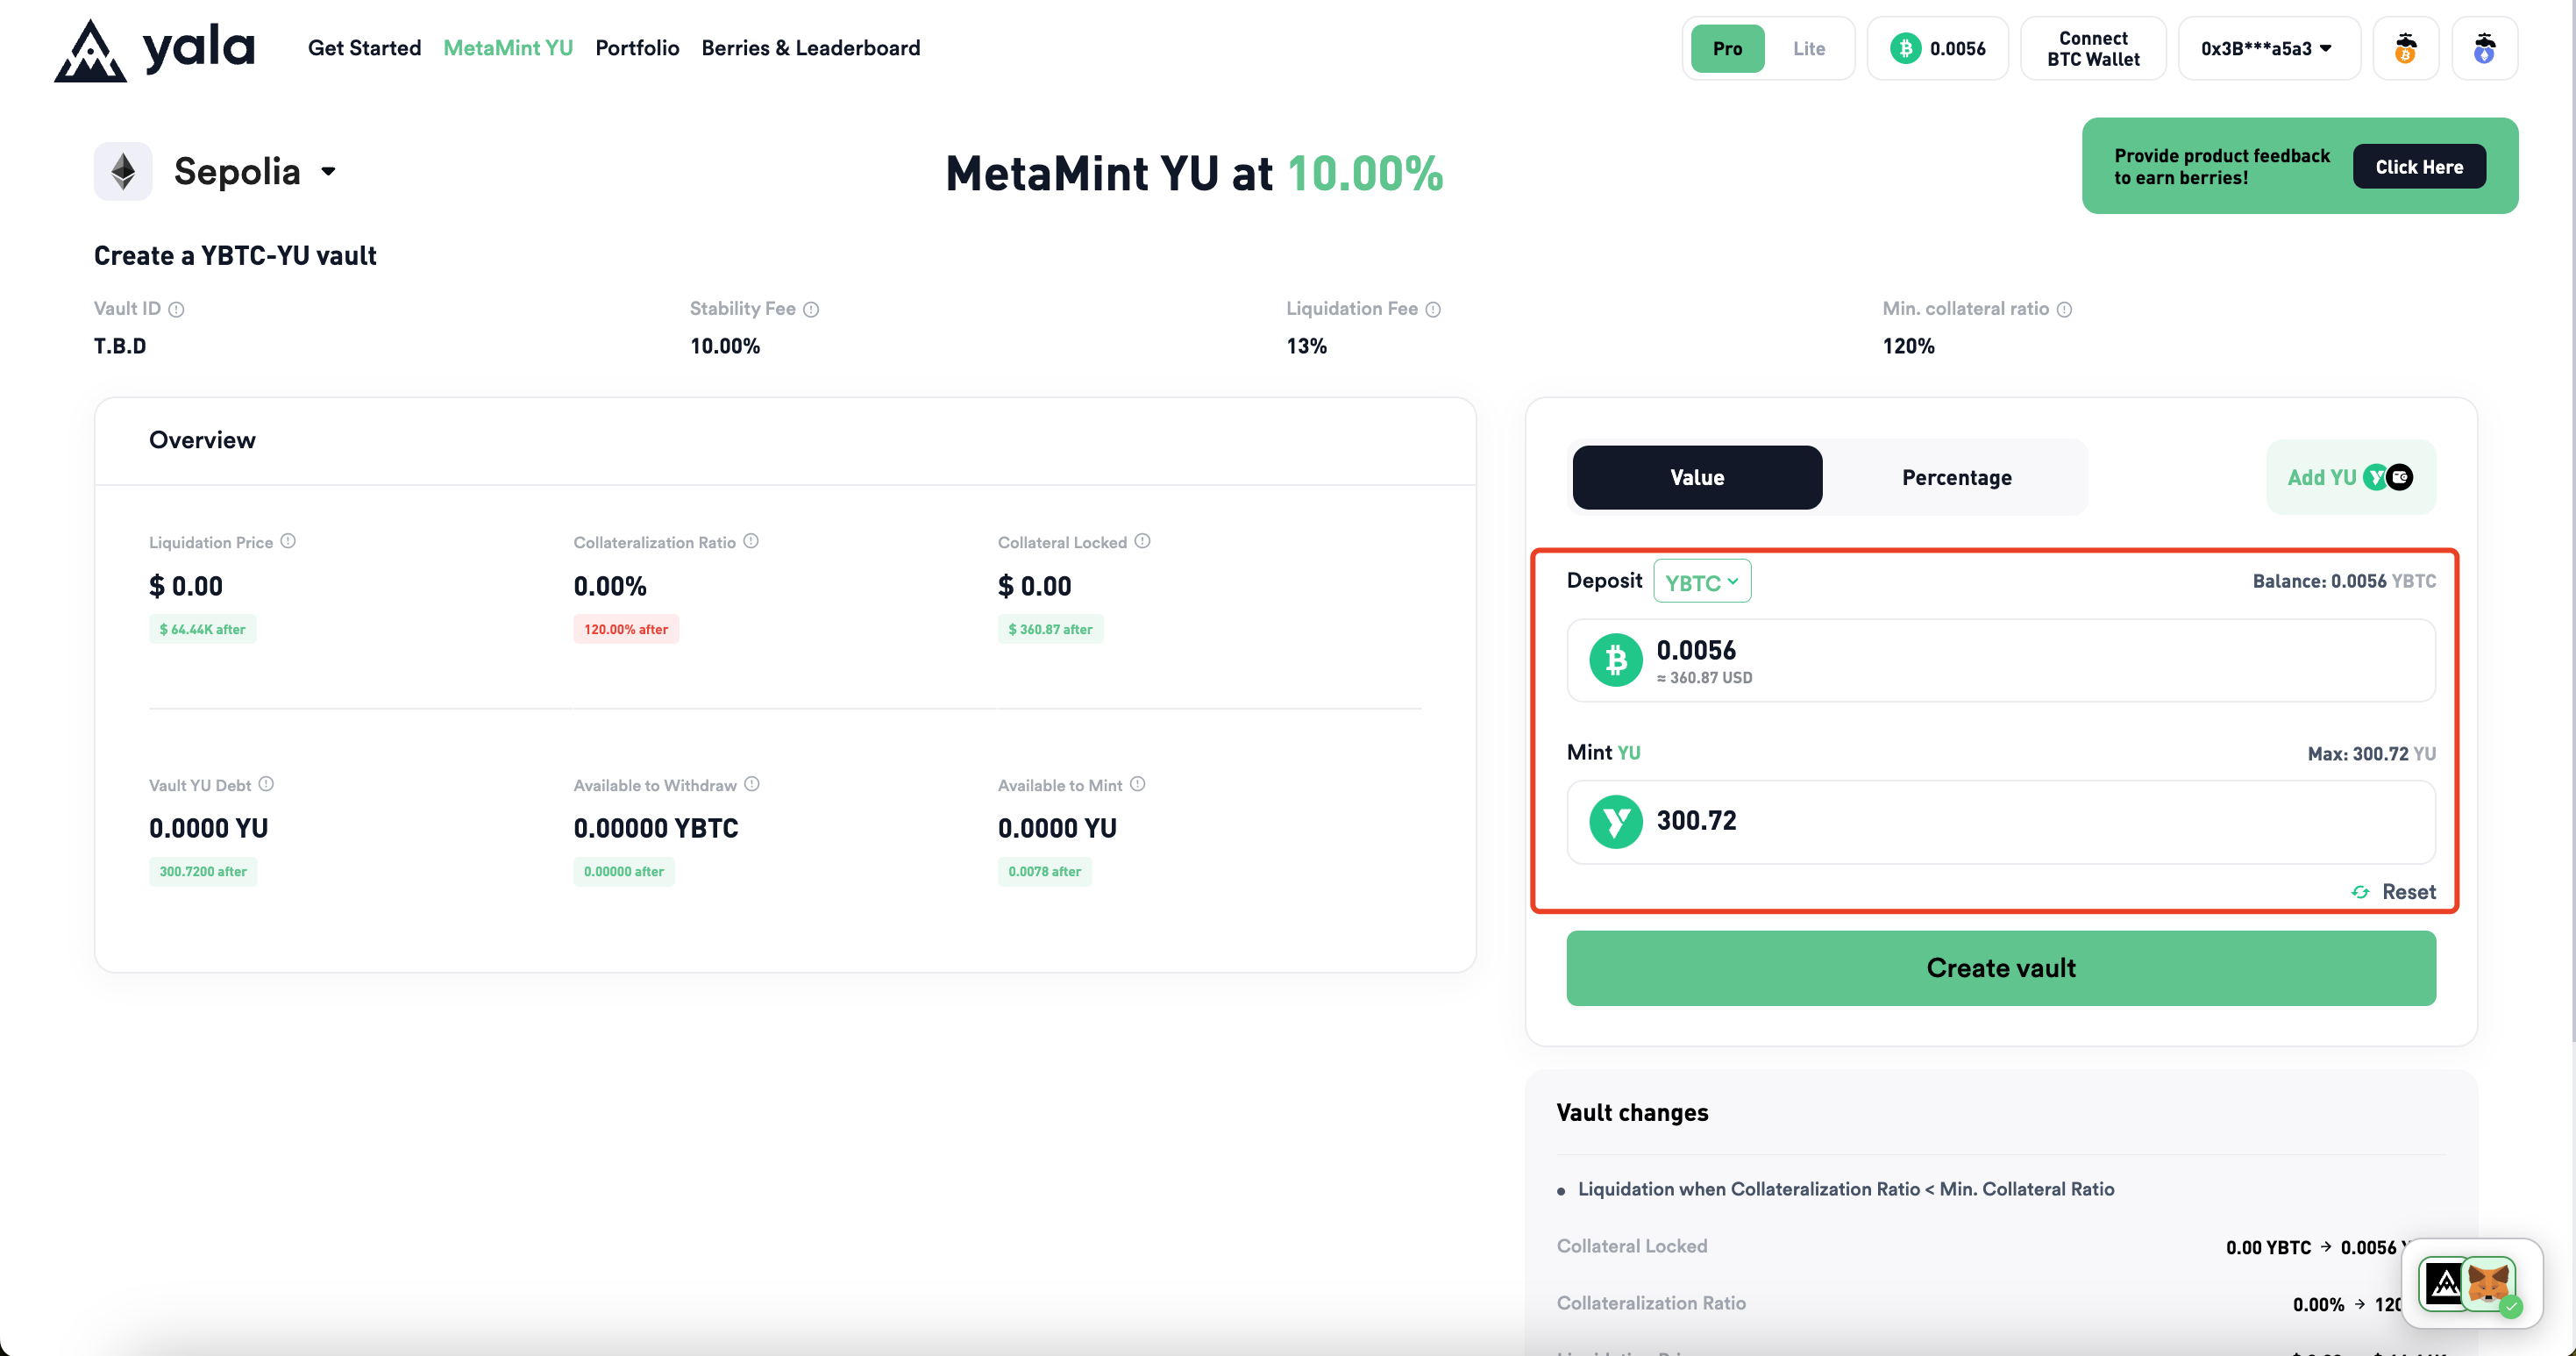 yala
Get Started MetaMint YU Portfolio Berries & Leaderboard
Pro Lite
0.0056
Connect
BTC Wallet
0x3B***a5a3
Sepolia
MetaMint YU at 10.00%
Provide product feedback
to earn berries!
Click Here
Create a YBTC-YU vault
Vault ID Stability Fee Liquidation Fee Min. collateral ratio
T.B.D 10.00% 13% 120%
Overview
Liquidation Price Collateralization Ratio Collateral Locked
$ 0.00 0.00% $ 0.00
$ 64.44K after 120.00% after $ 360.87 after
Vault YU Debt Available to Withdraw Available to Mint
0.0000 YU 0.00000 YBTC 0.0000 YU
300.7200 after 0.00000 after 0.0078 after
Value Percentage
Add YU
Deposit YBTC Balance: 0.0056 YBTC
0.0056
≈ 360.87 USD
Mint YU Max: 300.72 YU
300.72
Reset
Create vault
Vault changes
• Liquidation when Collateralization Ratio < Min. Collateral Ratio
Collateral Locked 0.00 YBTC → 0.0056
Collateralization Ratio 0.00% → 120